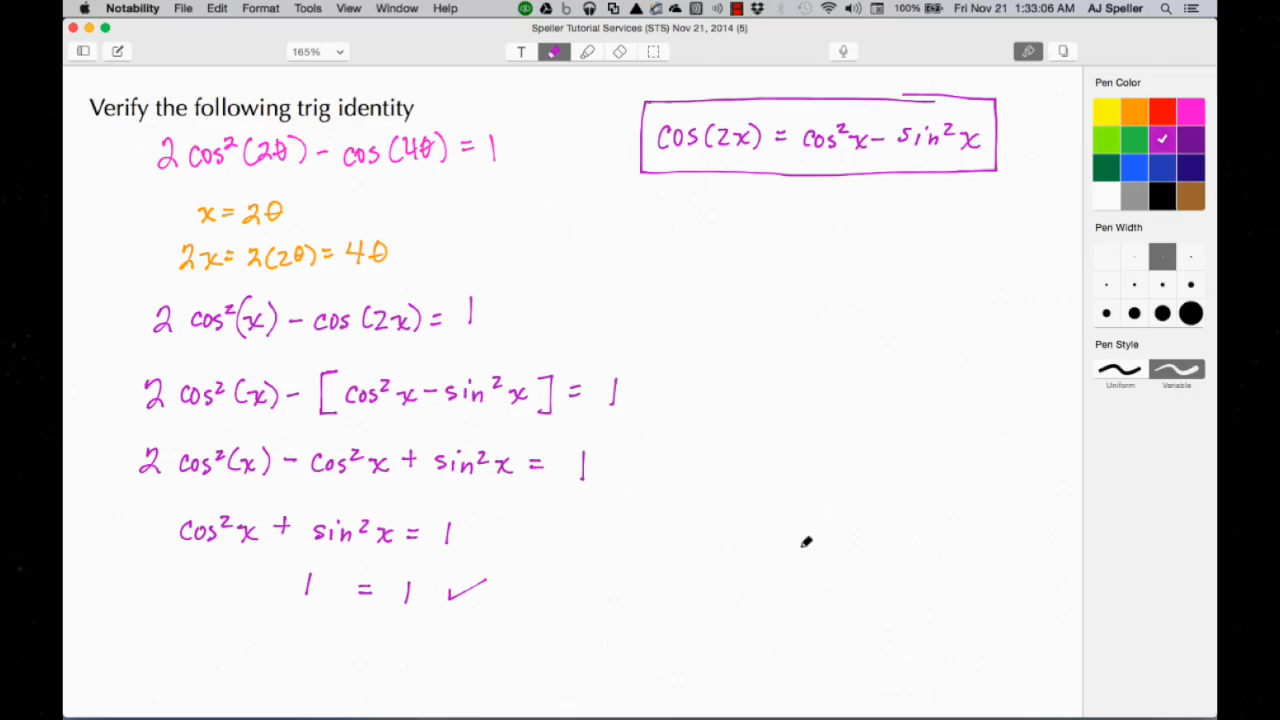 Notability File Edit Format Tools View Window Help 100% Fri Nov 21 1:33:06 AM AJ Speller
Speller Tutorial Services (STS) Nov 21, 2014 (5)
165% T
Pen Color
Verify the following trig identity
2 cos²(2θ) − cos(4θ) = 1
cos(2x) = cos²x − sin²x
x = 2θ
2x = 2(2θ) = 4θ
2 cos²(x) − cos(2x) = 1
2 cos²(x) − [cos²x − sin²x] = 1
2 cos²(x) − cos²x + sin²x = 1
cos²x + sin²x = 1
1 = 1 ✓
Pen Width
Pen Style
Uniform Variable